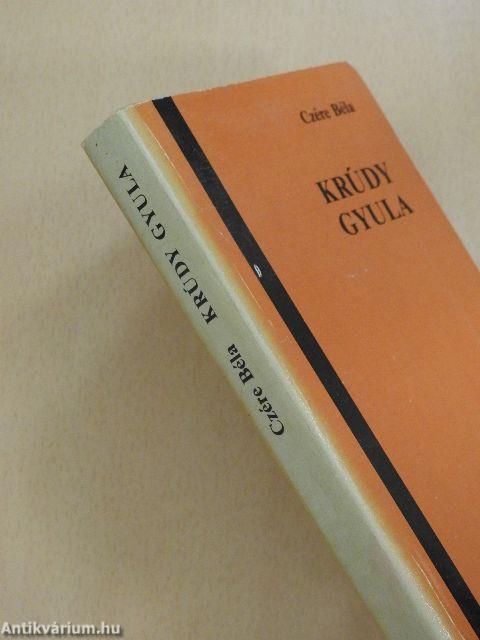 Czére Béla
KRÚDY
GYULA
Czére Béla KRÚDY GYULA
Antikvárium.hu